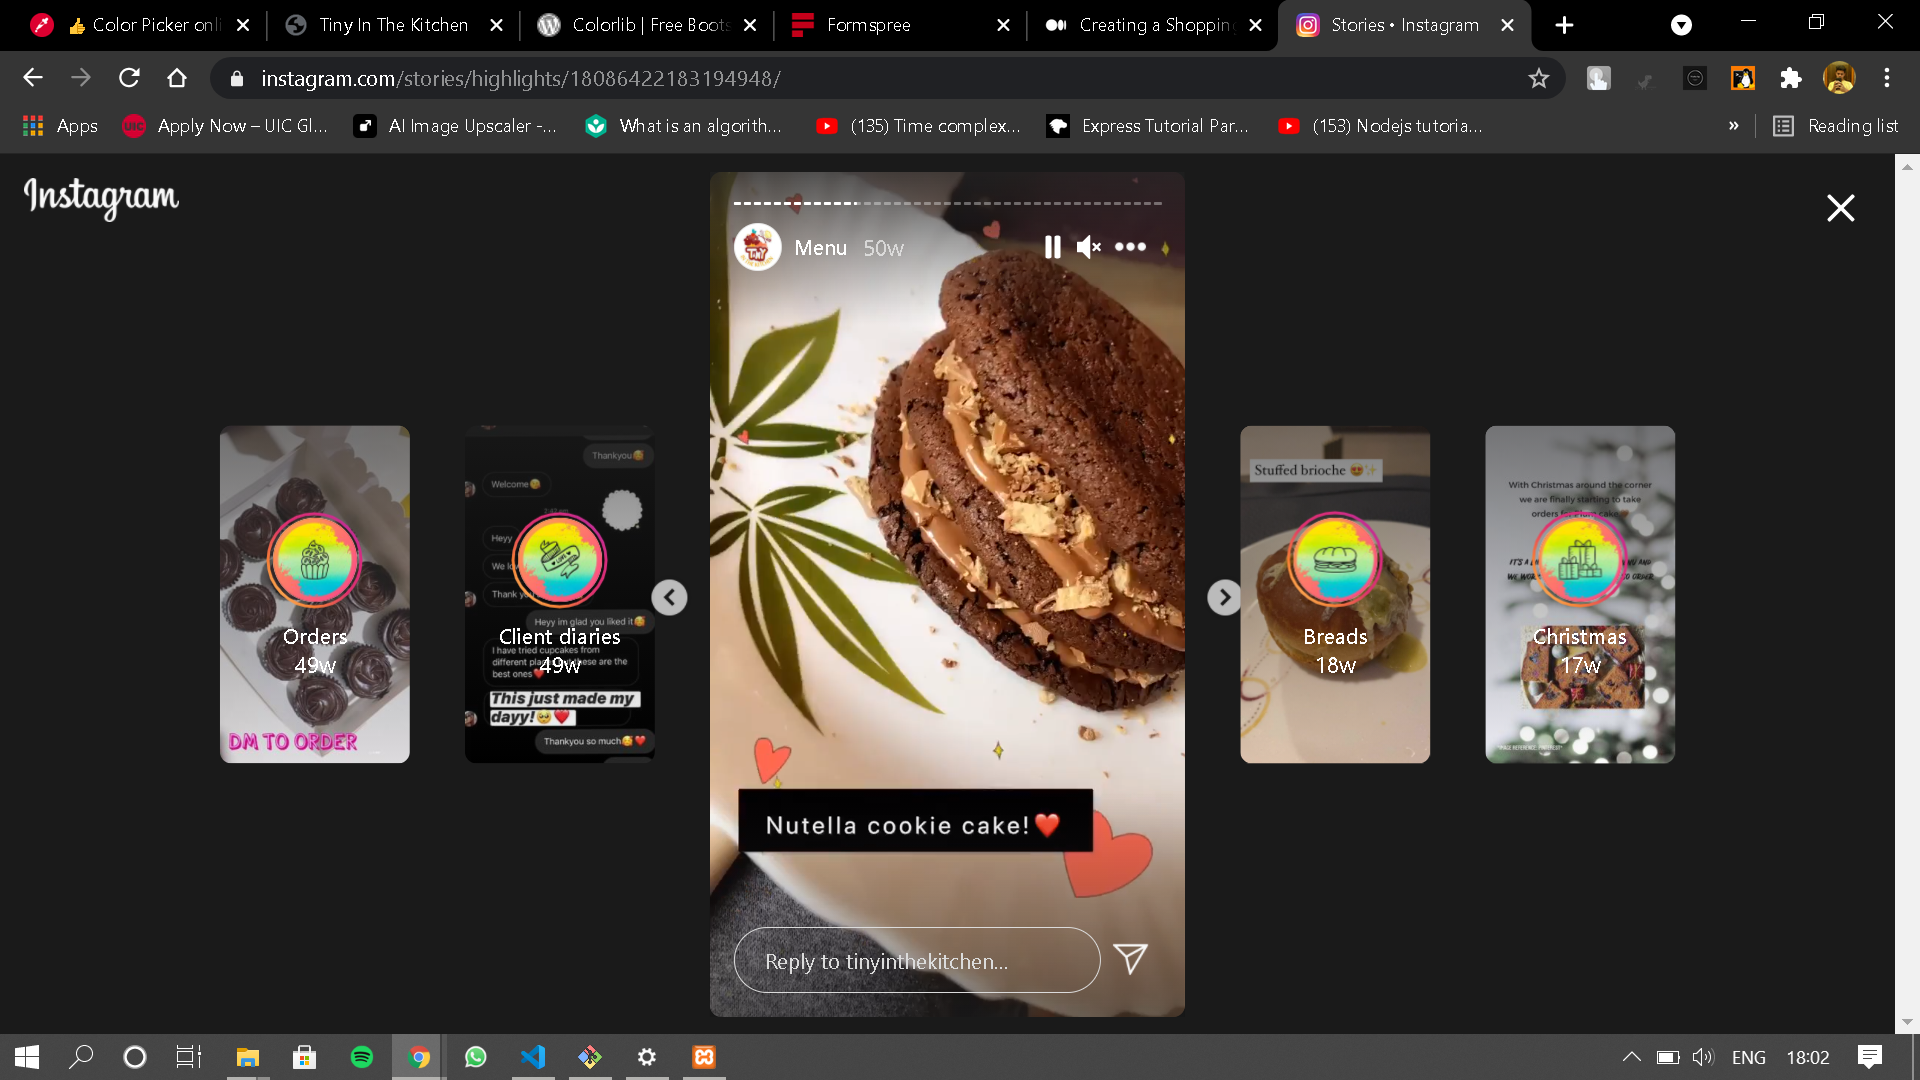 👍 Color Picker onl
Tiny In The Kitchen
Colorlib | Free Boots
Formspree
Creating a Shopping
Stories • Instagram
instagram.com/stories/highlights/18086422183194948/
Apps
Apply Now – UIC Gl...
AI Image Upscaler -...
What is an algorith...
(135) Time complex...
Express Tutorial Par...
(153) Nodejs tutoria...
»
Reading list
Instagram
TINY
Menu 50w
Orders
49w
DM TO ORDER
Thankyou🥰
Welcome😘
Heyy
We lov
Thank you
Heyy im glad you liked it🥰
I have tried cupcakes from
different pla
these are the
best ones❤
Client diaries
49w
This just made my
dayy!🥺❤️
Thankyou so much🥰❤️
Nutella cookie cake!❤️
Reply to tinyinthekitchen...
Stuffed brioche 😍✨
Breads
18w
With Christmas around the corner
we are finally starting to take
orders for Plum cake
Christmas
17w
*IMAGE REFERENCE: PINTEREST*
ENG
18:02